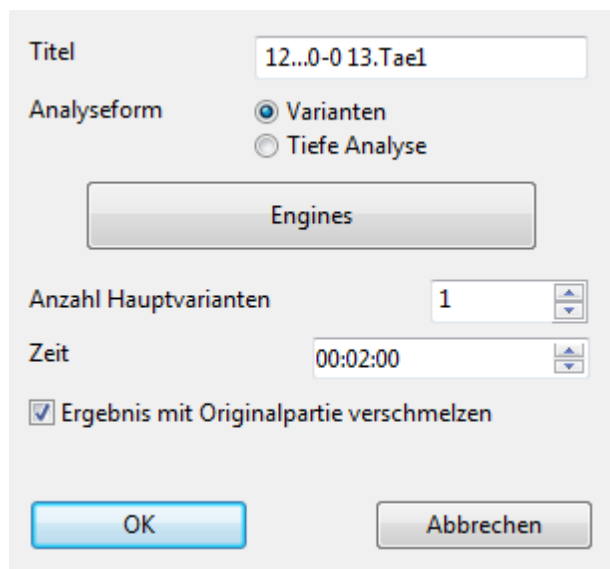 Titel 12...0-0 13.Tae1
Analyseform Varianten
Tiefe Analyse
Engines
Anzahl Hauptvarianten 1
Zeit 00:02:00
Ergebnis mit Originalpartie verschmelzen
OK Abbrechen